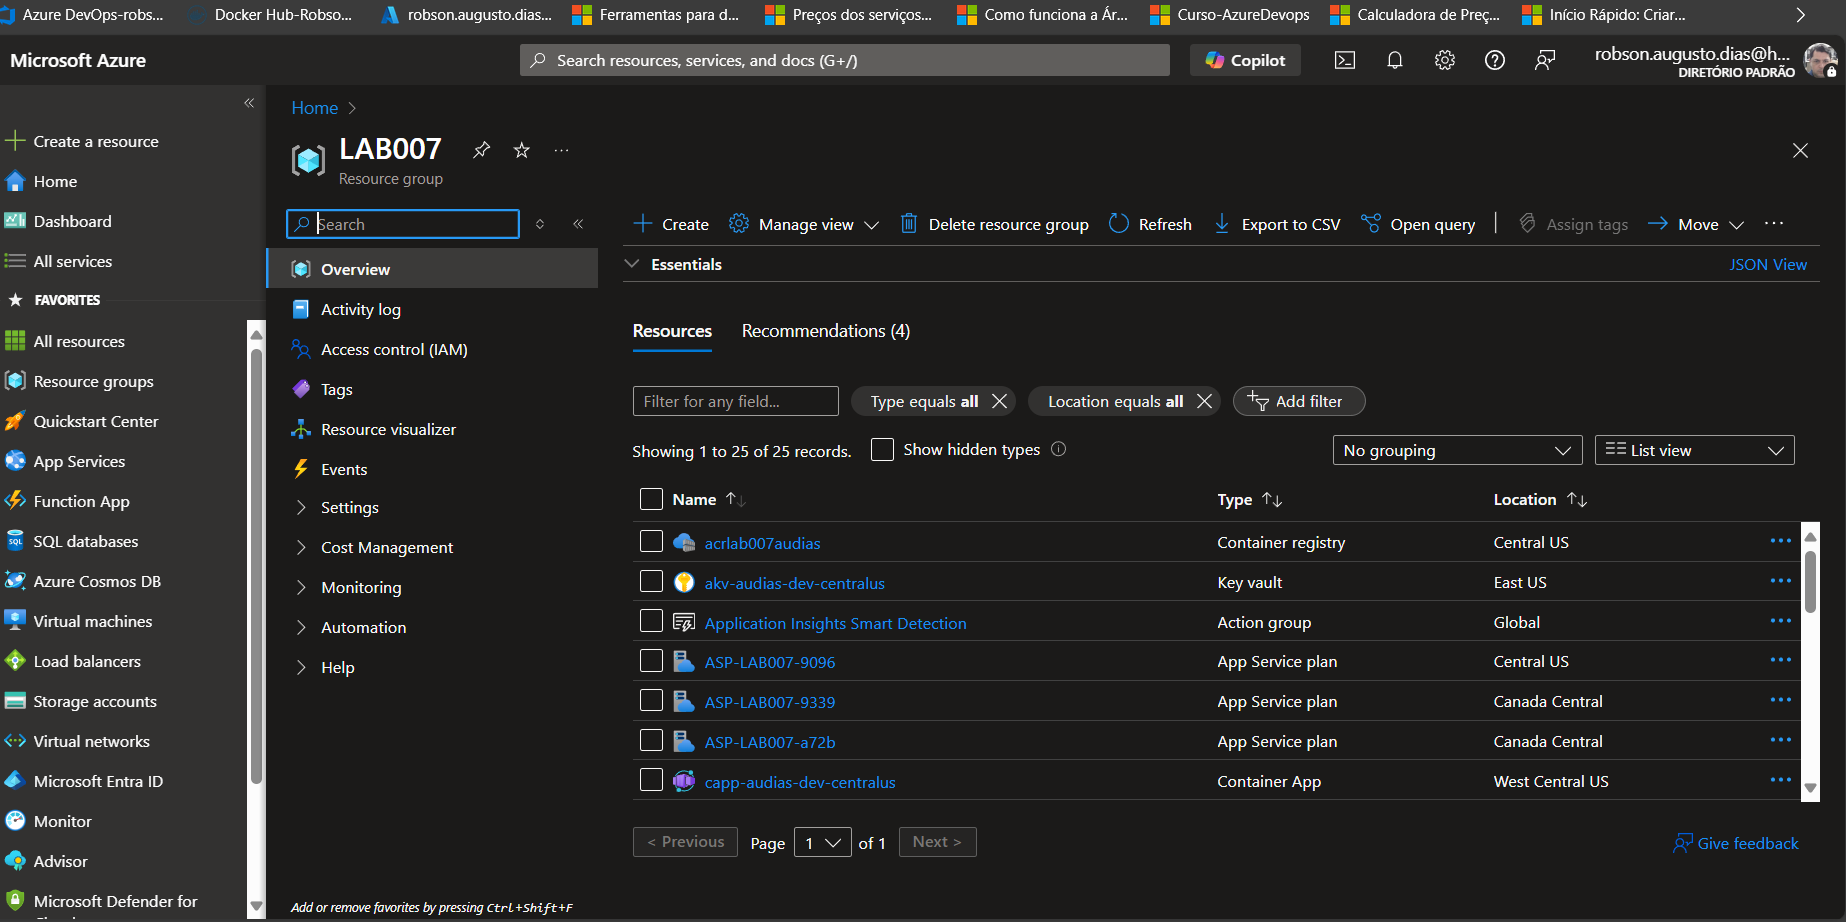 Azure DevOps-robs...
Docker Hub-Robso...
robson.augusto.dias...
Ferramentas para d...
Preços dos serviços...
Como funciona a Ár...
Curso-AzureDevops
Calculadora de Preç...
Início Rápido: Criar...
Microsoft Azure
Search resources, services, and docs (G+/)
Copilot
robson.augusto.dias@h...
DIRETÓRIO PADRÃO
Create a resource
Home
Dashboard
All services
FAVORITES
All resources
Resource groups
Quickstart Center
App Services
Function App
SQL databases
Azure Cosmos DB
Virtual machines
Load balancers
Storage accounts
Virtual networks
Microsoft Entra ID
Monitor
Advisor
Microsoft Defender for
Home >
LAB007
Resource group
Search
Overview
Activity log
Access control (IAM)
Tags
Resource visualizer
Events
Settings
Cost Management
Monitoring
Automation
Help
Add or remove favorites by pressing Ctrl+Shift+F
Create
Manage view
Delete resource group
Refresh
Export to CSV
Open query
Assign tags
Move
Essentials
JSON View
Resources
Recommendations (4)
Filter for any field...
Type equals all
Location equals all
Add filter
Showing 1 to 25 of 25 records.
Show hidden types
No grouping
List view
Name Type Location
acrlab007audias Container registry Central US
akv-audias-dev-centralus Key vault East US
Application Insights Smart Detection Action group Global
ASP-LAB007-9096 App Service plan Central US
ASP-LAB007-9339 App Service plan Canada Central
ASP-LAB007-a72b App Service plan Canada Central
capp-audias-dev-centralus Container App West Central US
< Previous
Page 1 of 1
Next >
Give feedback